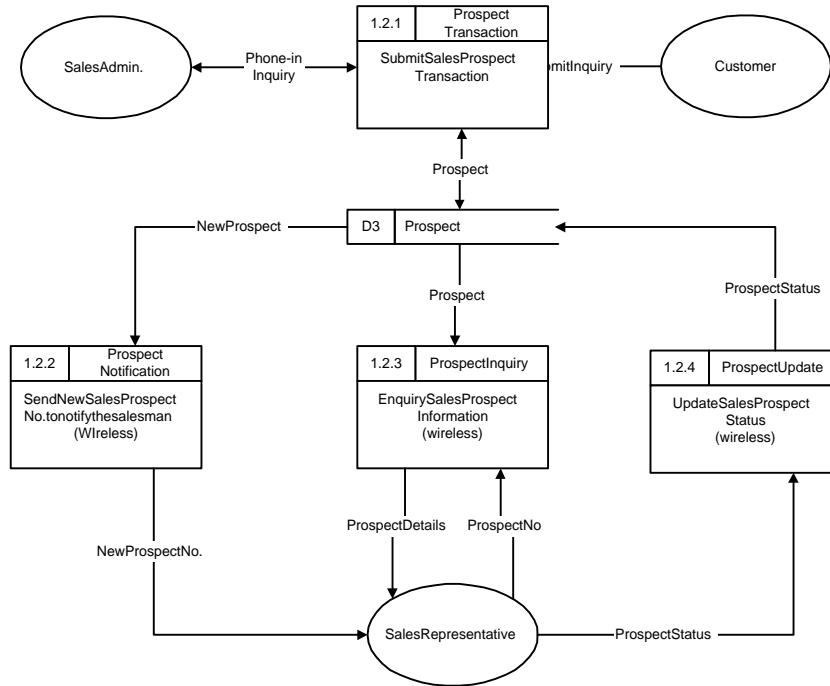 1.2.1
Prospect
Transaction
SalesAdmin.
Phone-in
Inquiry
SubmitSalesProspect
Transaction
mitInquiry
Customer
Prospect
NewProspect
D3
Prospect
ProspectStatus
Prospect
1.2.2
Prospect
Notification
1.2.3
ProspectInquiry
1.2.4
ProspectUpdate
SendNewSalesProspect
No.tonotifythesalesman
(WIreless)
EnquirySalesProspect
Information
(wireless)
UpdateSalesProspect
Status
(wireless)
ProspectDetails
ProspectNo
NewProspectNo.
SalesRepresentative
ProspectStatus